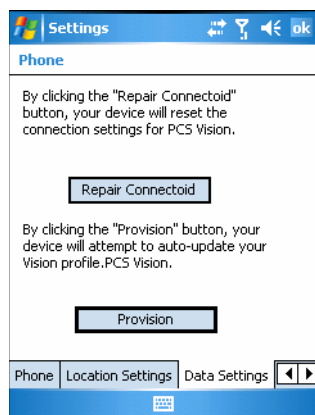 Settings ok
Phone
By clicking the "Repair Connectoid"
button, your device will reset the
connection settings for PCS Vision.
Repair Connectoid
By clicking the "Provision" button, your
device will attempt to auto-update your
Vision profile.PCS Vision.
Provision
Phone Location Settings Data Settings